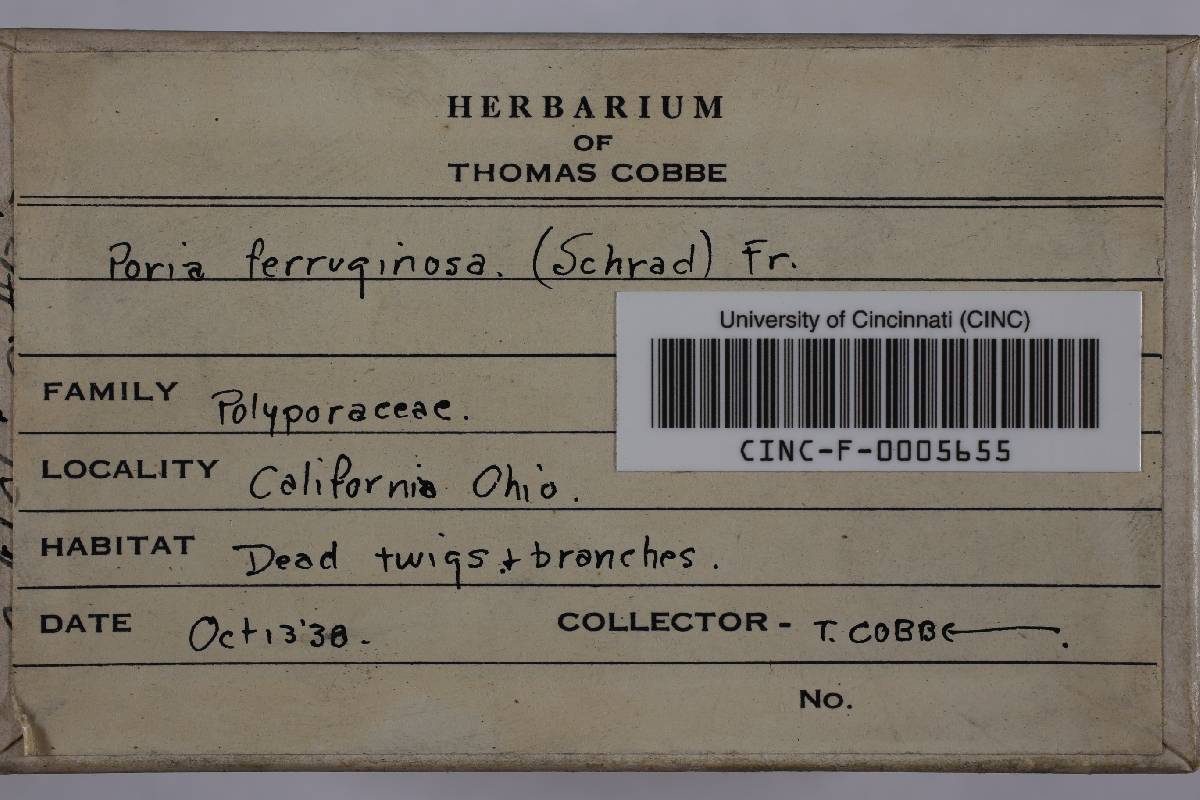 HERBARIUM
OF
THOMAS COBBE
Poria ferruginosa. (Schrad) Fr.
University of Cincinnati (CINC)
CINC-F-0005655
FAMILY Polyporaceae.
LOCALITY California Ohio.
HABITAT Dead twigs & branches.
DATE Oct 13 '38. COLLECTOR - T. COBBE.
No.